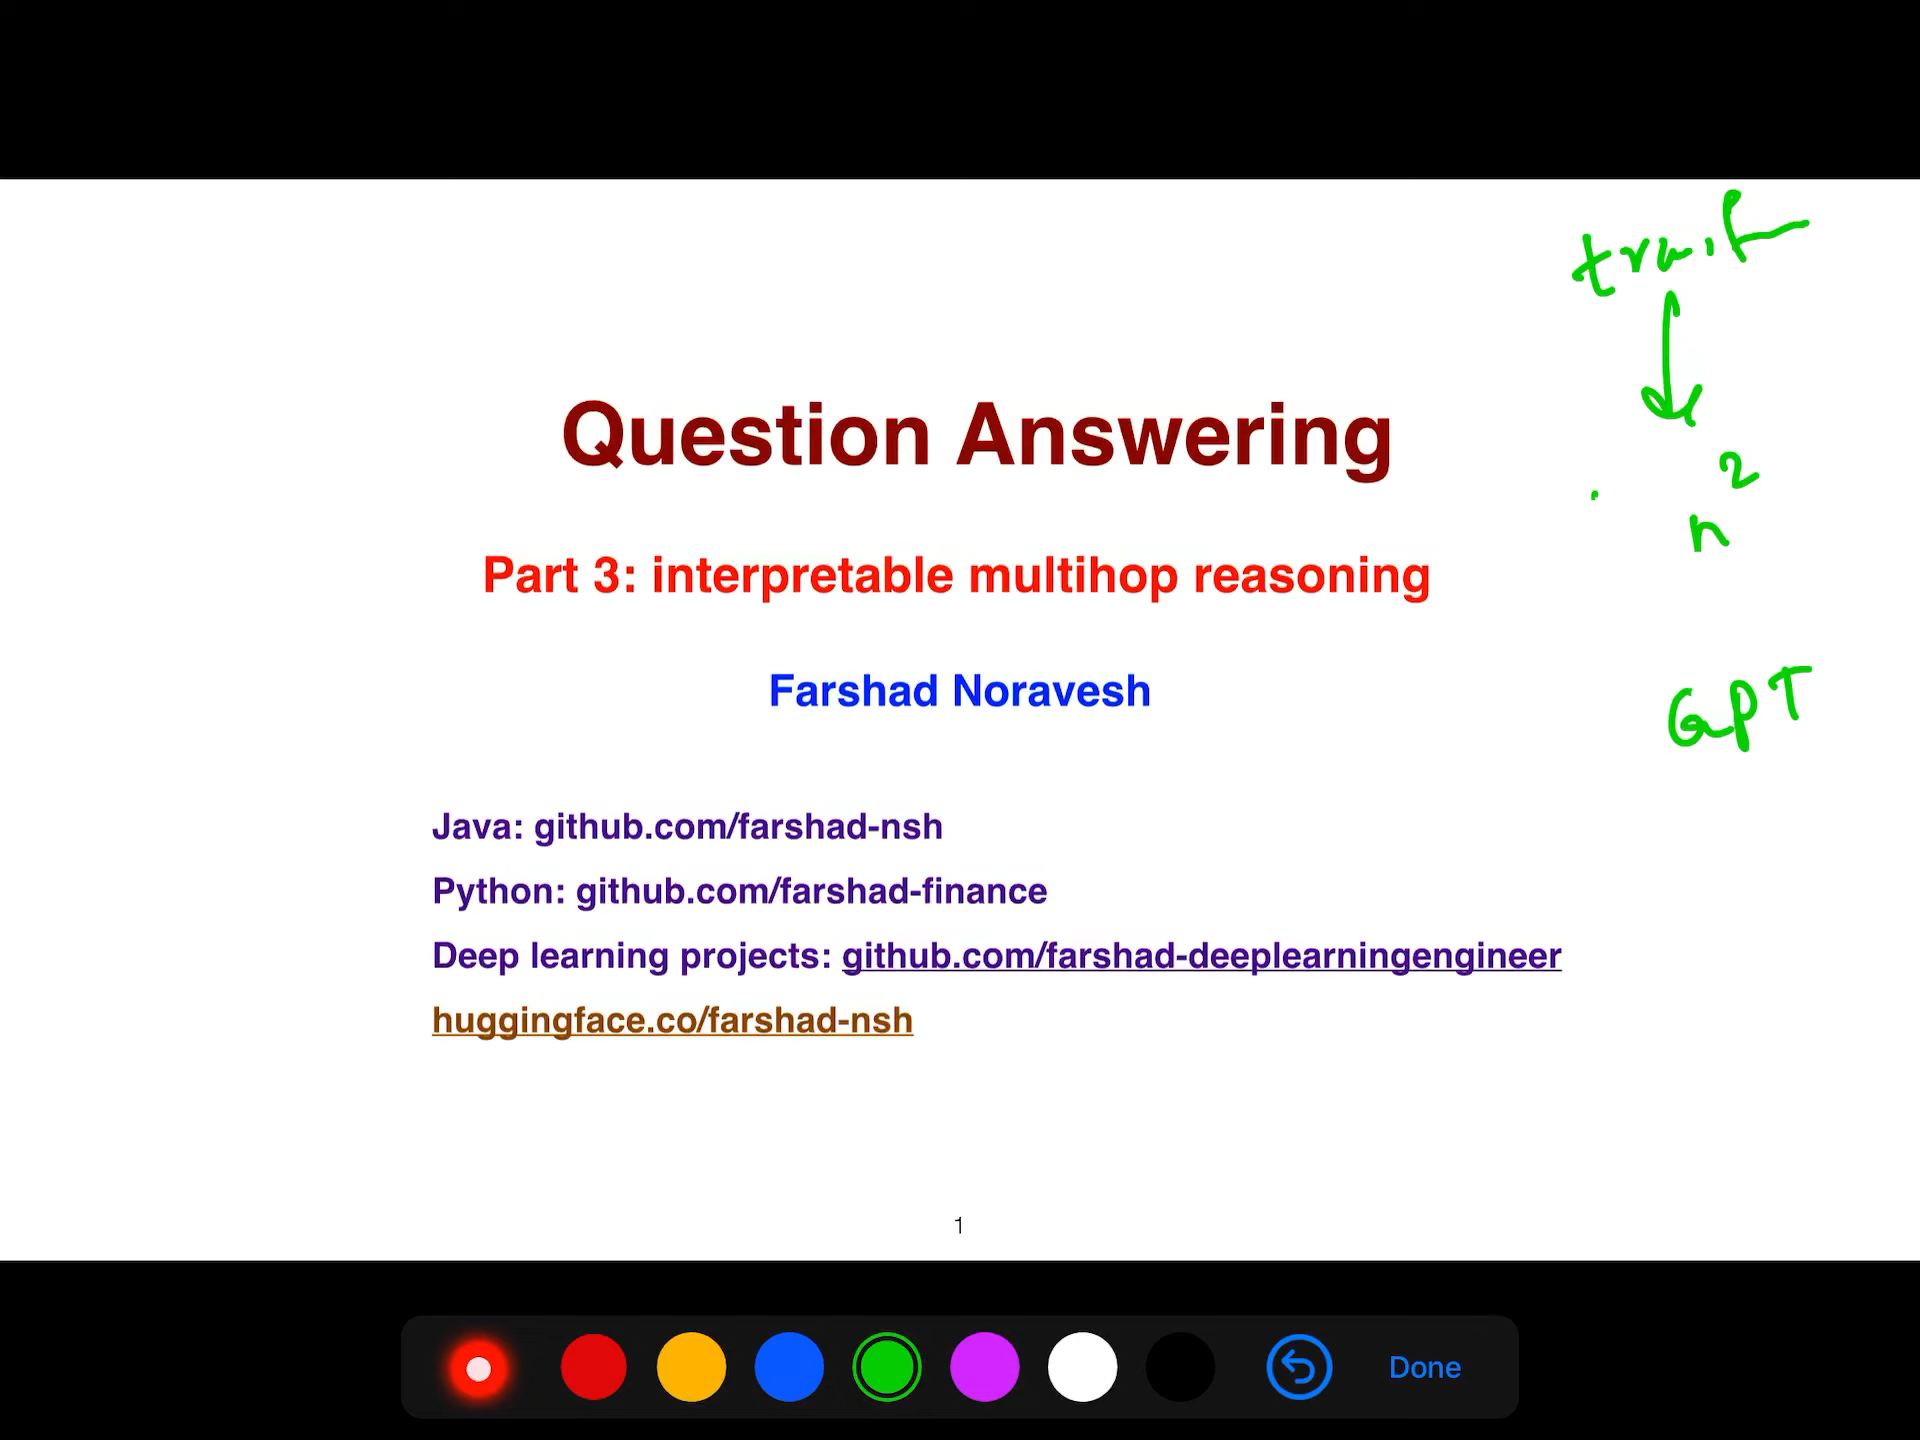 Question Answering
Part 3: interpretable multihop reasoning
Farshad Noravesh
Java: github.com/farshad-nsh
Python: github.com/farshad-finance
Deep learning projects: github.com/farshad-deeplearningengineer
huggingface.co/farshad-nsh
1
n²
GPT
Done